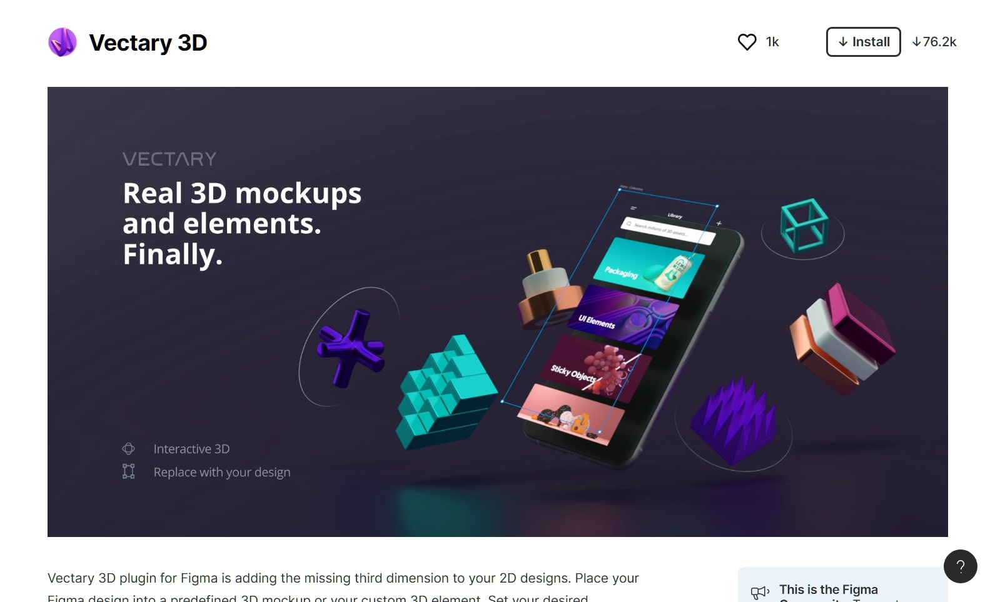 Vectary 3D
1k
Install
76.2k
VECTARY
Real 3D mockups
and elements.
Finally.
Library
Search milions of 3D assets...
Packaging
UI Elements
Sticky Objects
Interactive 3D
Replace with your design
Vectary 3D plugin for Figma is adding the missing third dimension to your 2D designs. Place your
Figma design into a predefined 3D mockup or your custom 3D element. Set your desired
?
This is the Figma